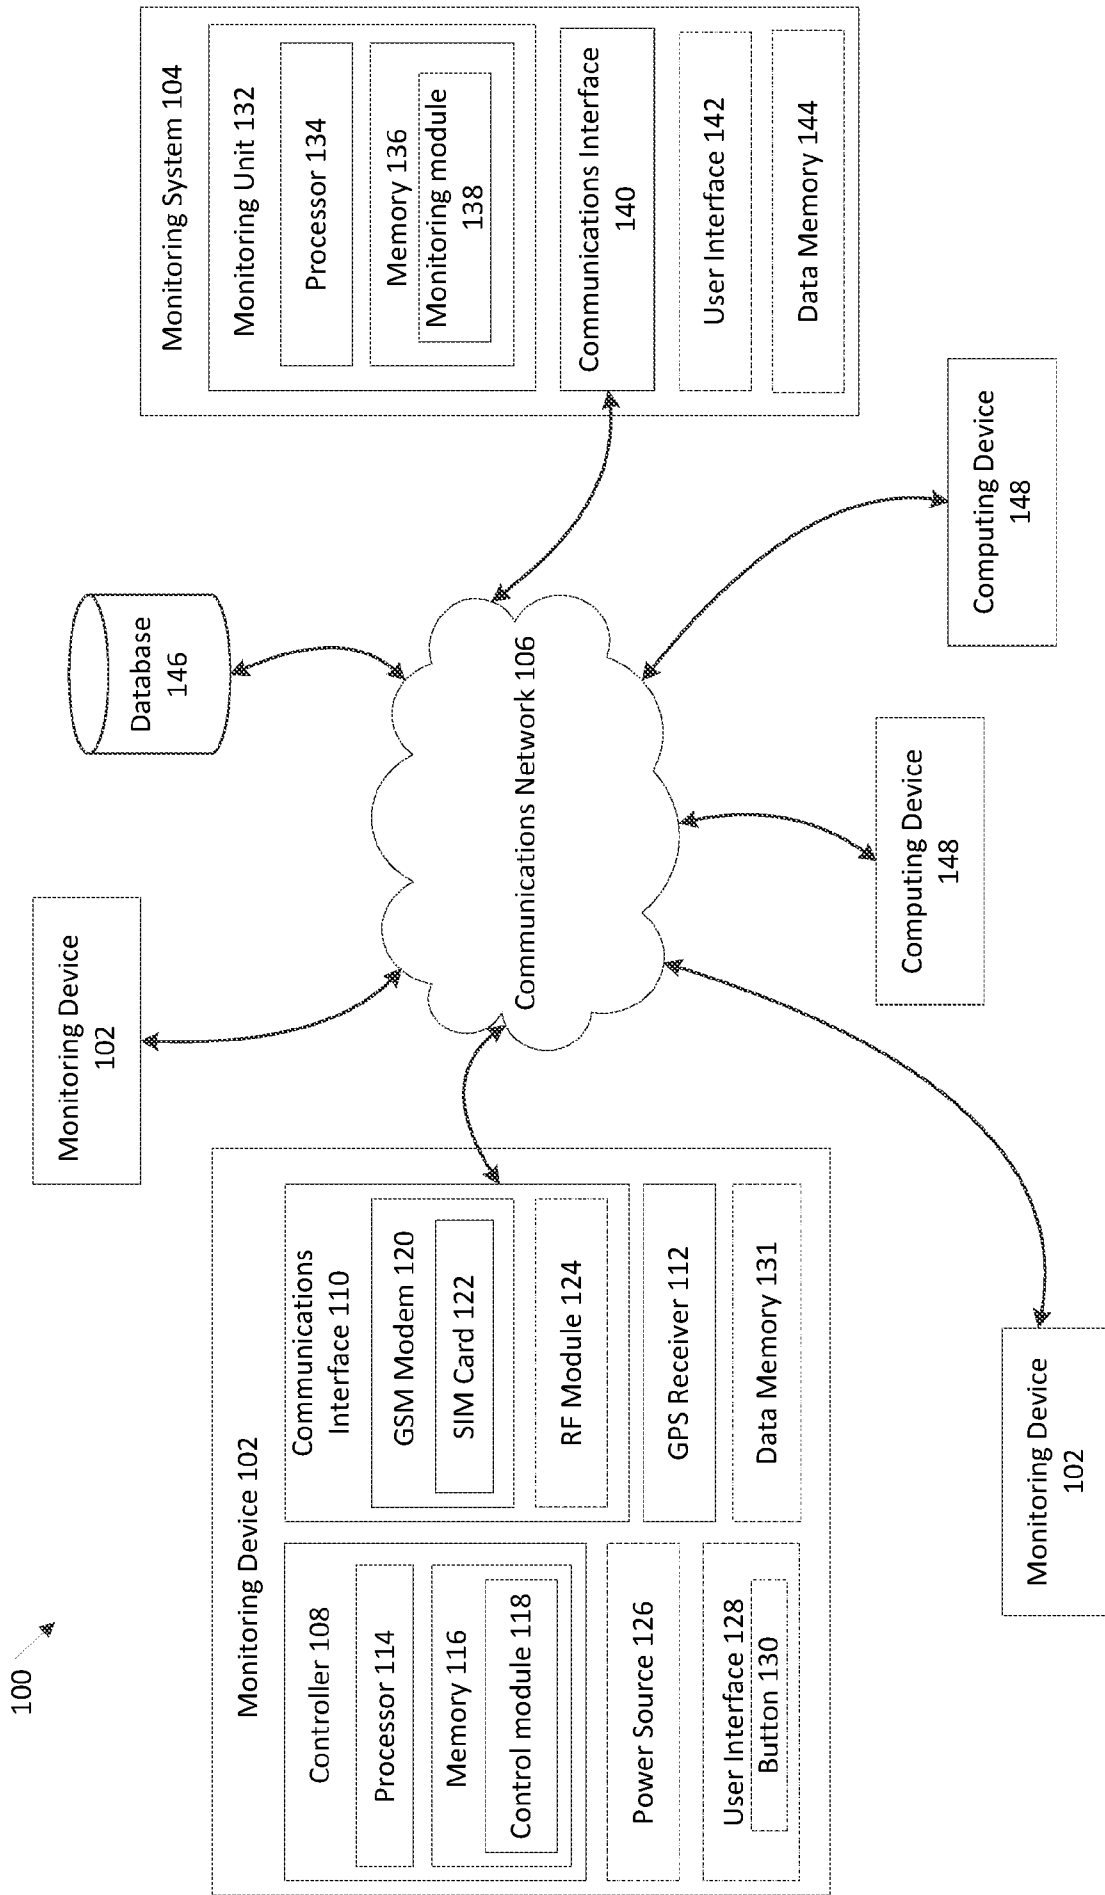 100
Monitoring Device 102
Controller 108
Processor 114
Memory 116
Control module 118
Power Source 126
User Interface 128
Button 130
Communications
Interface 110
GSM Modem 120
SIM Card 122
RF Module 124
GPS Receiver 112
Data Memory 131
Monitoring Device
102
Monitoring Device
102
Communications Network 106
Database
146
Computing Device
148
Computing Device
148
Monitoring System 104
Monitoring Unit 132
Processor 134
Memory 136
Monitoring module
138
Communications Interface
140
User Interface 142
Data Memory 144